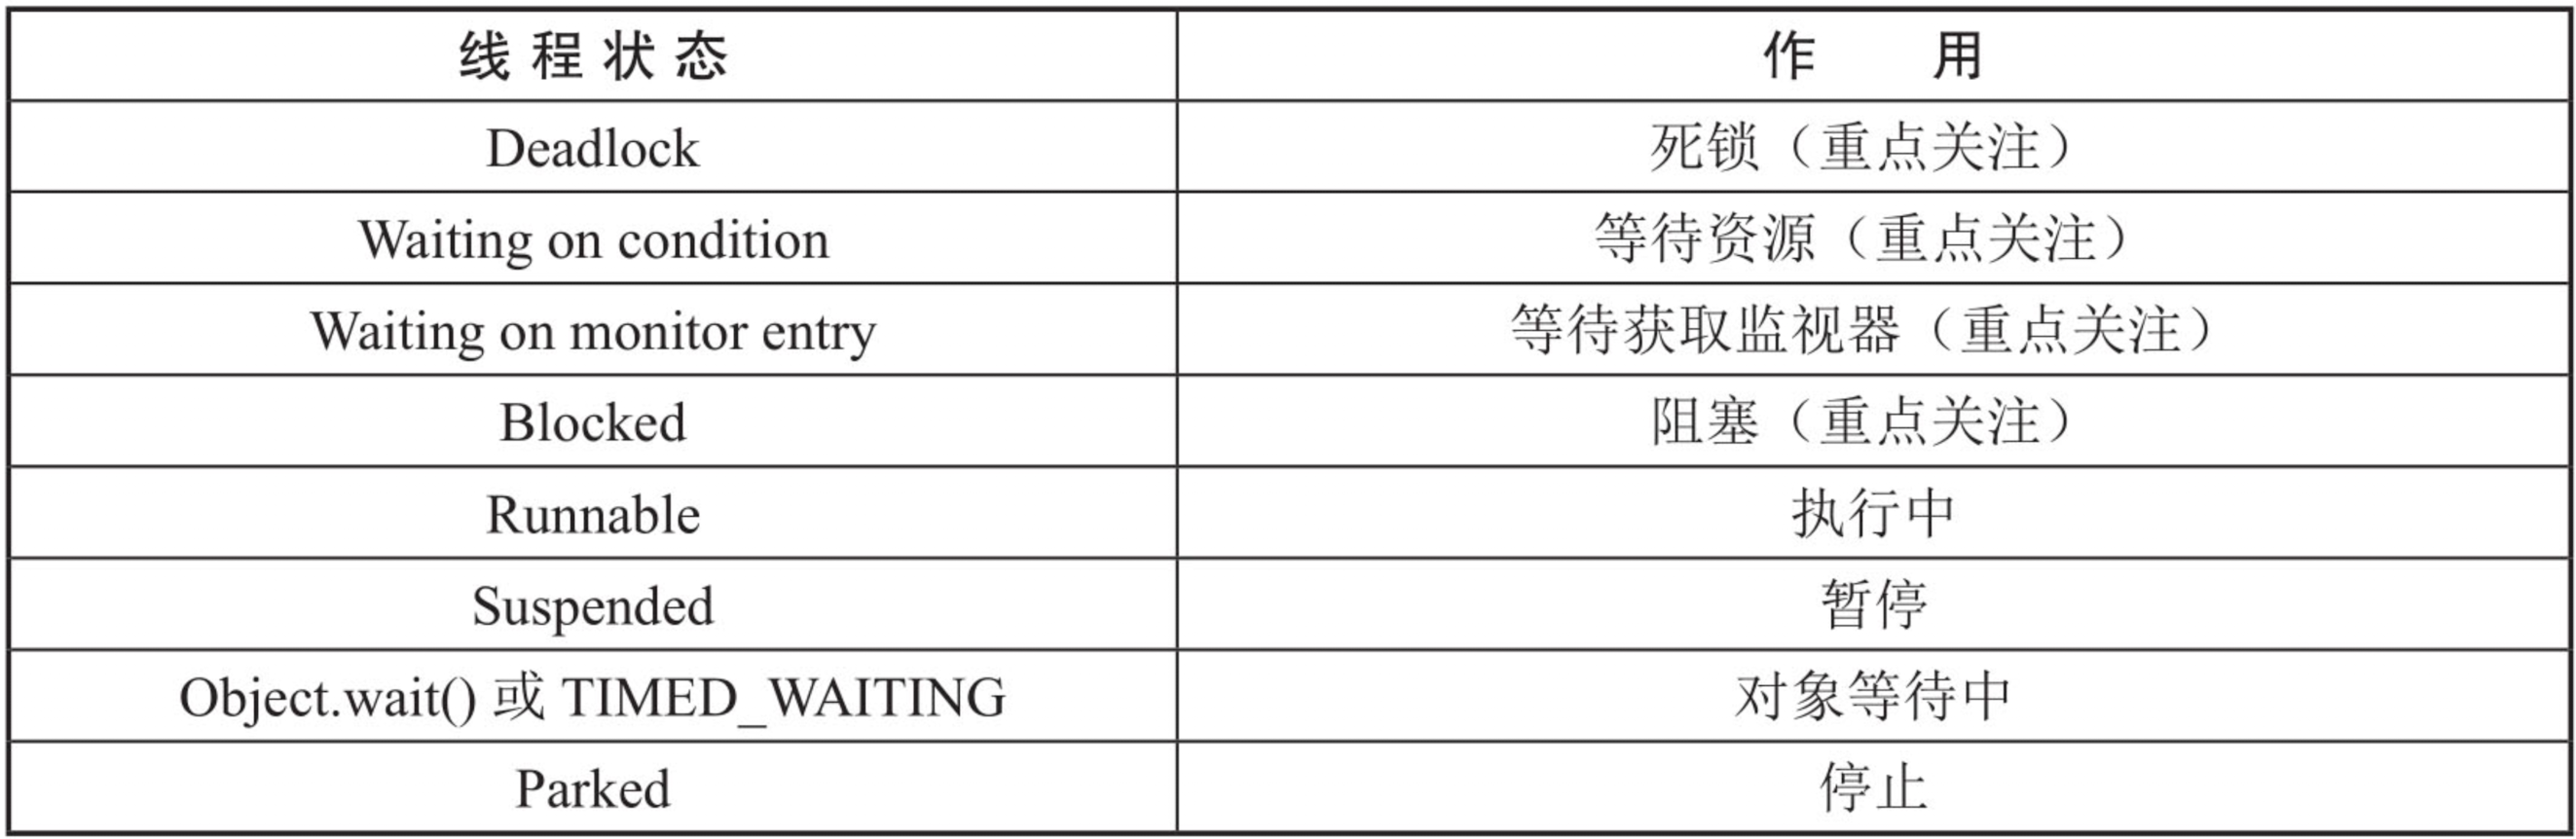 线程状态 作用
Deadlock 死锁（重点关注）
Waiting on condition 等待资源（重点关注）
Waiting on monitor entry 等待获取监视器（重点关注）
Blocked 阻塞（重点关注）
Runnable 执行中
Suspended 暂停
Object.wait() 或 TIMED_WAITING 对象等待中
Parked 停止